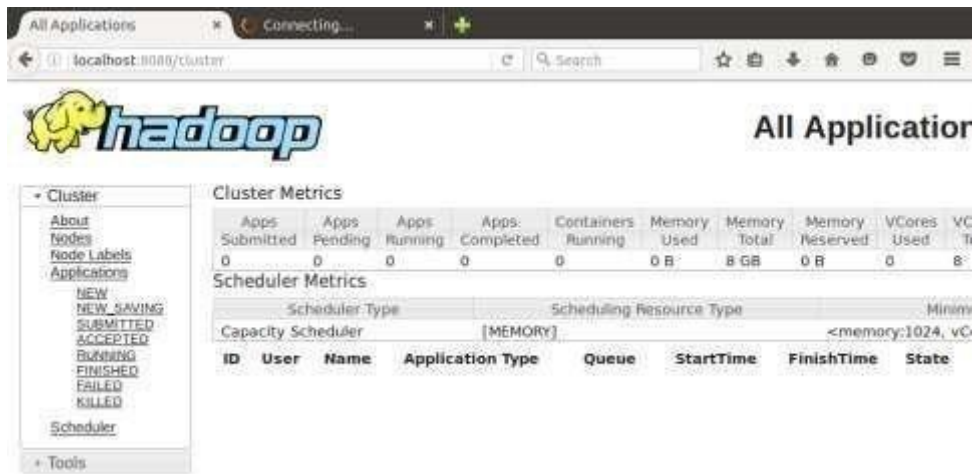 All Applications
Connecting...
localhost:8088/cluster
Search
hadoop
All Application
Cluster
About
Nodes
Node Labels
Applications
NEW
NEW_SAVING
SUBMITTED
ACCEPTED
RUNNING
FINISHED
FAILED
KILLED
Scheduler
Tools
Cluster Metrics
Apps Submitted Apps Pending Apps Running Apps Completed Containers Running Memory Used Memory Total Memory Reserved VCores Used VC
0 0 0 0 0 0 B 8 GB 0 B 0 8
Scheduler Metrics
Scheduler Type Scheduling Resource Type Minim
Capacity Scheduler [MEMORY] <memory:1024, vC
ID User Name Application Type Queue StartTime FinishTime State